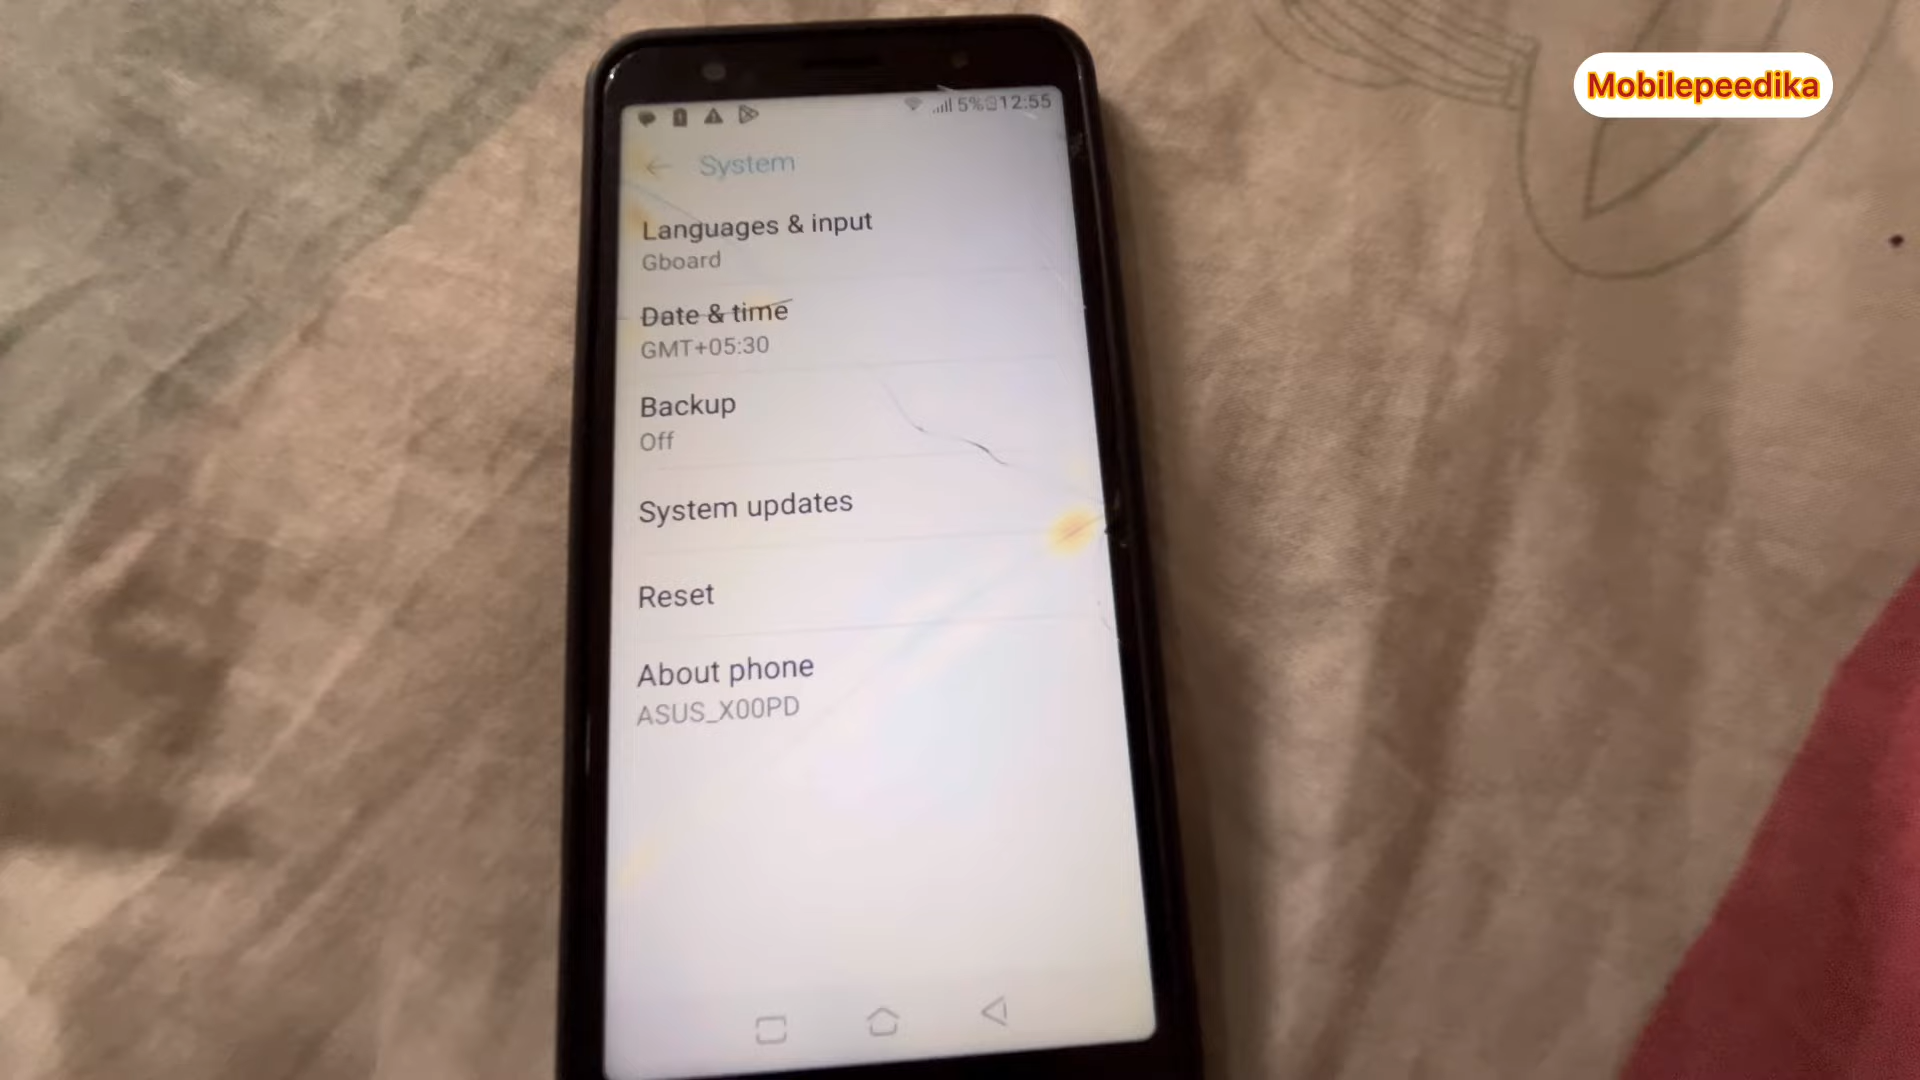 Mobilepeedika
5% 12:55
System
Languages & input
Gboard
Date & time
GMT+05:30
Backup
Off
System updates
Reset
About phone
ASUS_X00PD